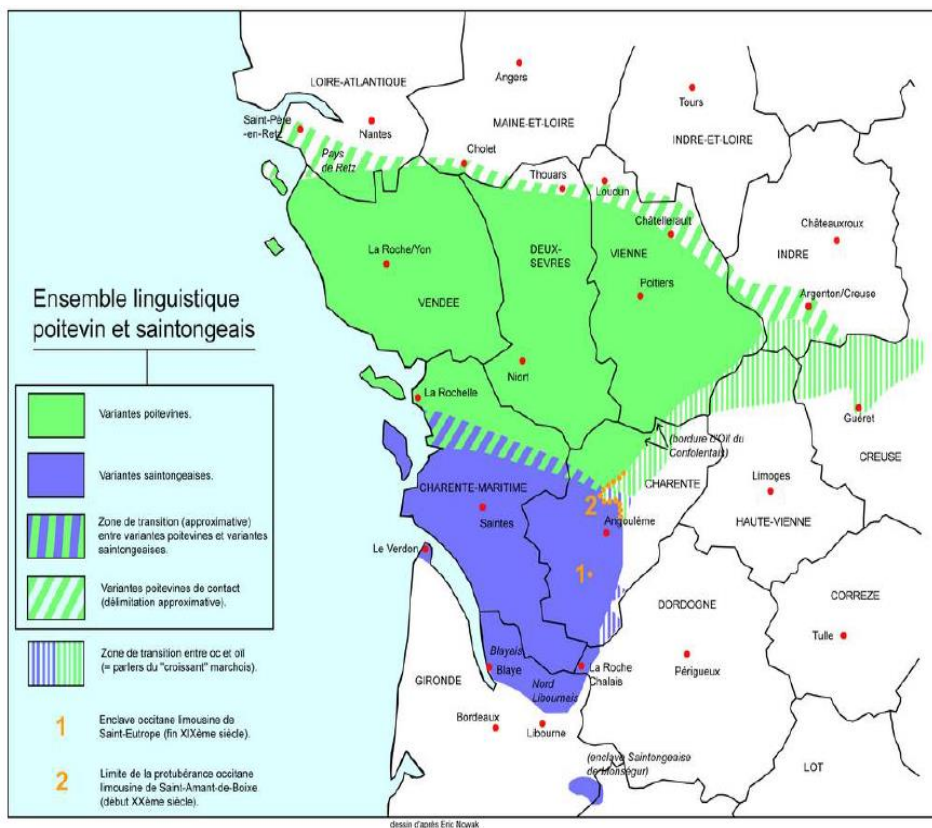 LOIRE-ATLANTIQUE
Angers
Tours
Saint-Père
-en-Retz
Nantes
MAINE-ET-LOIRE
INDRE-ET-LOIRE
Pays
de Retz
Cholet
Thouars
Loudun
Châtellerault
Châteauroux
INDRE
La Roche/Yon
DEUX-
SEVRES
VIENNE
VENDEE
Poitiers
Argenton/Creuse
Ensemble linguistique
poitevin et saintongeais
Niort
La Rochelle
Guéret
(bordure d'Oïl du
Confolentais)
CREUSE
CHARENTE
Limoges
HAUTE-VIENNE
CHARENTE-MARITIME
2
Saintes
Angoulême
Le Verdon
1
DORDOGNE
CORREZE
Tulle
Périgueux
Blayais
Blaye
La Roche
Chalais
Nord
Libournais
GIRONDE
Bordeaux
Libourne
(enclave Saintongeaise
de Monségur)
LOT
Variantes poitevines.
Variantes saintongeaises.
Zone de transition (approximative)
entre variantes poitevines et variantes
saintongeaises.
Variantes poitevines de contact
(délimitation approximative).
Zone de transition entre oc et oïl
(= parlers du "croissant" marchois).
1
Enclave occitane limousine de
Saint-Eutrope (fin XIXème siècle).
2
Limite de la protubérance occitane
limousine de Saint-Amant-de-Boixe
(début XXème siècle).
dessin d'après Eric Nowak